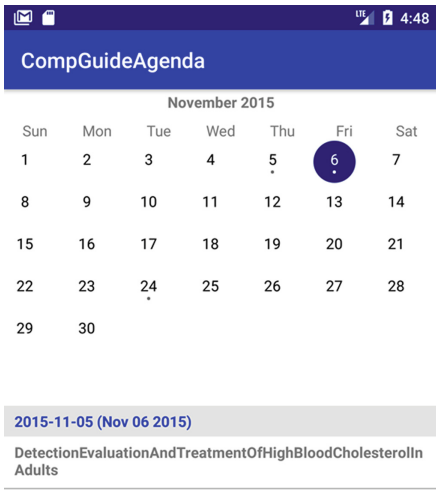 LTE 4:48
CompGuideAgenda
November 2015
Sun Mon Tue Wed Thu Fri Sat
1 2 3 4 5 6 7
8 9 10 11 12 13 14
15 16 17 18 19 20 21
22 23 24 25 26 27 28
29 30
2015-11-05 (Nov 06 2015)
DetectionEvaluationAndTreatmentOfHighBloodCholesterolIn
Adults